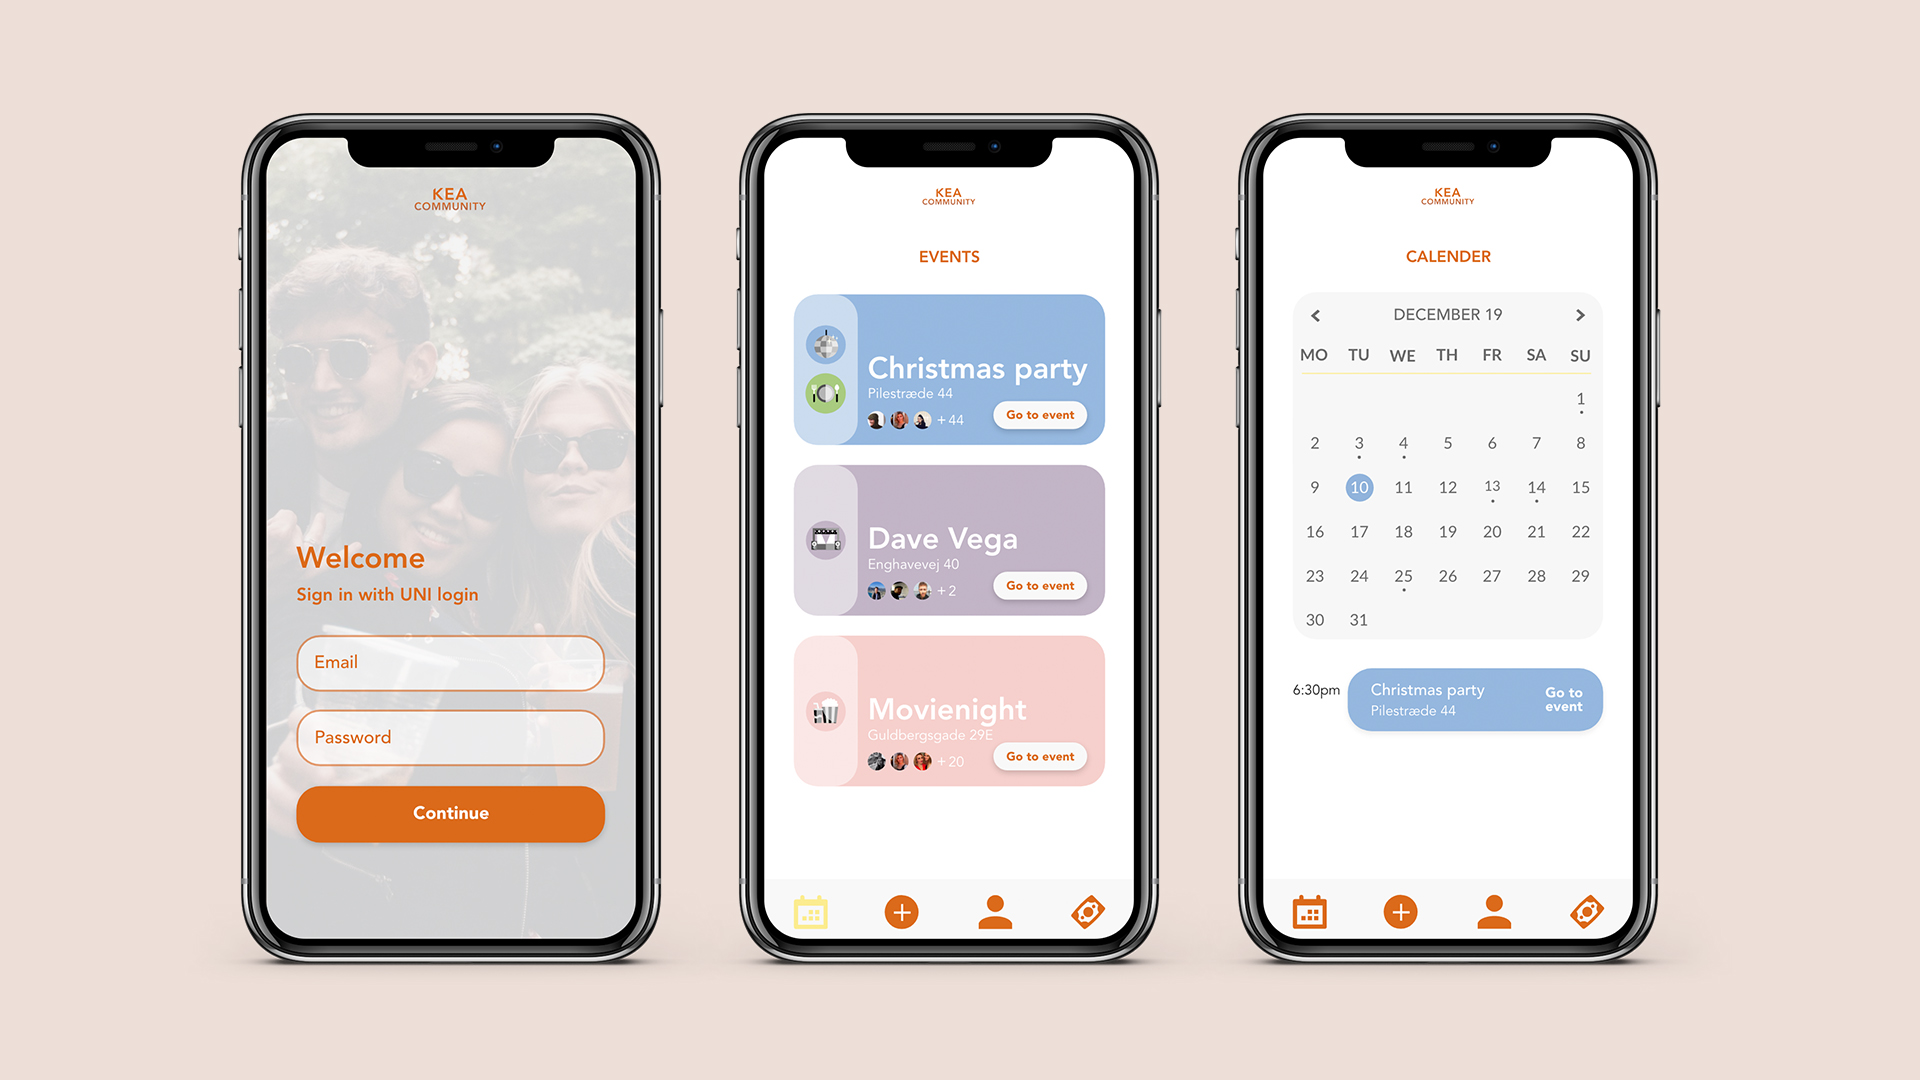 KEA
COMMUNITY
Welcome
Sign in with UNI login
Email
Password
Continue
KEA
COMMUNITY
EVENTS
Christmas party
Pilestræde 44
+ 44
Go to event
Dave Vega
Enghavevej 40
+ 2
Go to event
Movienight
Guldbergsgade 29E
+ 20
Go to event
KEA
COMMUNITY
CALENDER
DECEMBER 19
MO TU WE TH FR SA SU
1
2 3 4 5 6 7 8
9 10 11 12 13 14 15
16 17 18 19 20 21 22
23 24 25 26 27 28 29
30 31
6:30pm
Christmas party
Pilestræde 44
Go to
event